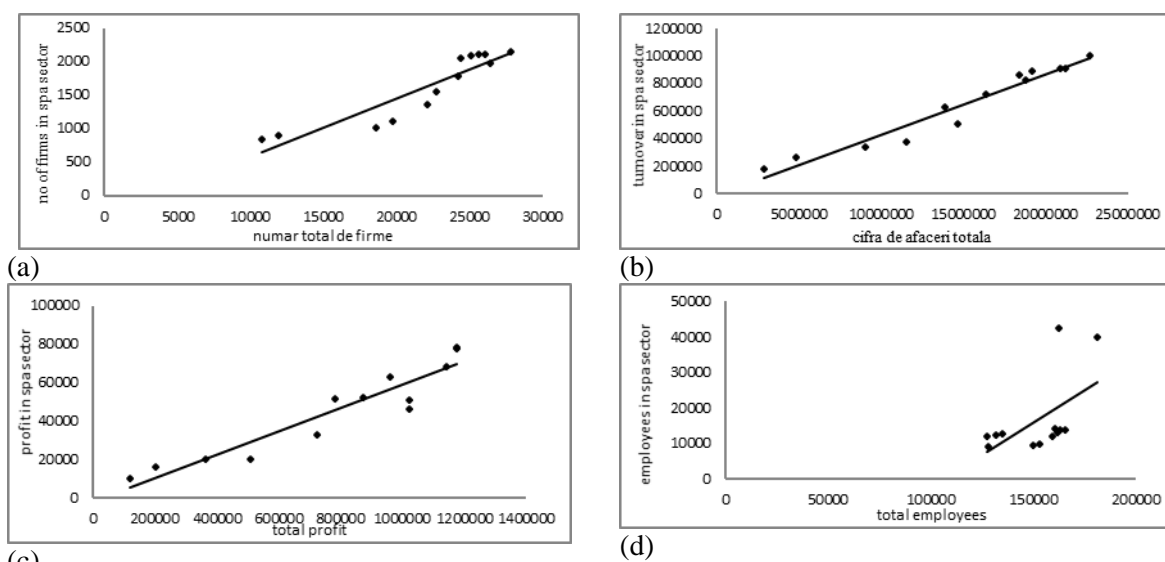 no of firms in spa sector
2500
2000
1500
1000
500
0
0 5000 10000 15000 20000 25000 30000
numar total de firme
(a)
turnover in spa sector
1200000
1000000
800000
600000
400000
200000
0
0 5000000 10000000 15000000 20000000 25000000
cifra de afaceri totala
(b)
profit in spa sector
100000
80000
60000
40000
20000
0
0 200000 400000 600000 800000 1000000 1200000 1400000
total profit
(c)
employees in spa sector
50000
40000
30000
20000
10000
0
0 50000 100000 150000 200000
total employees
(d)